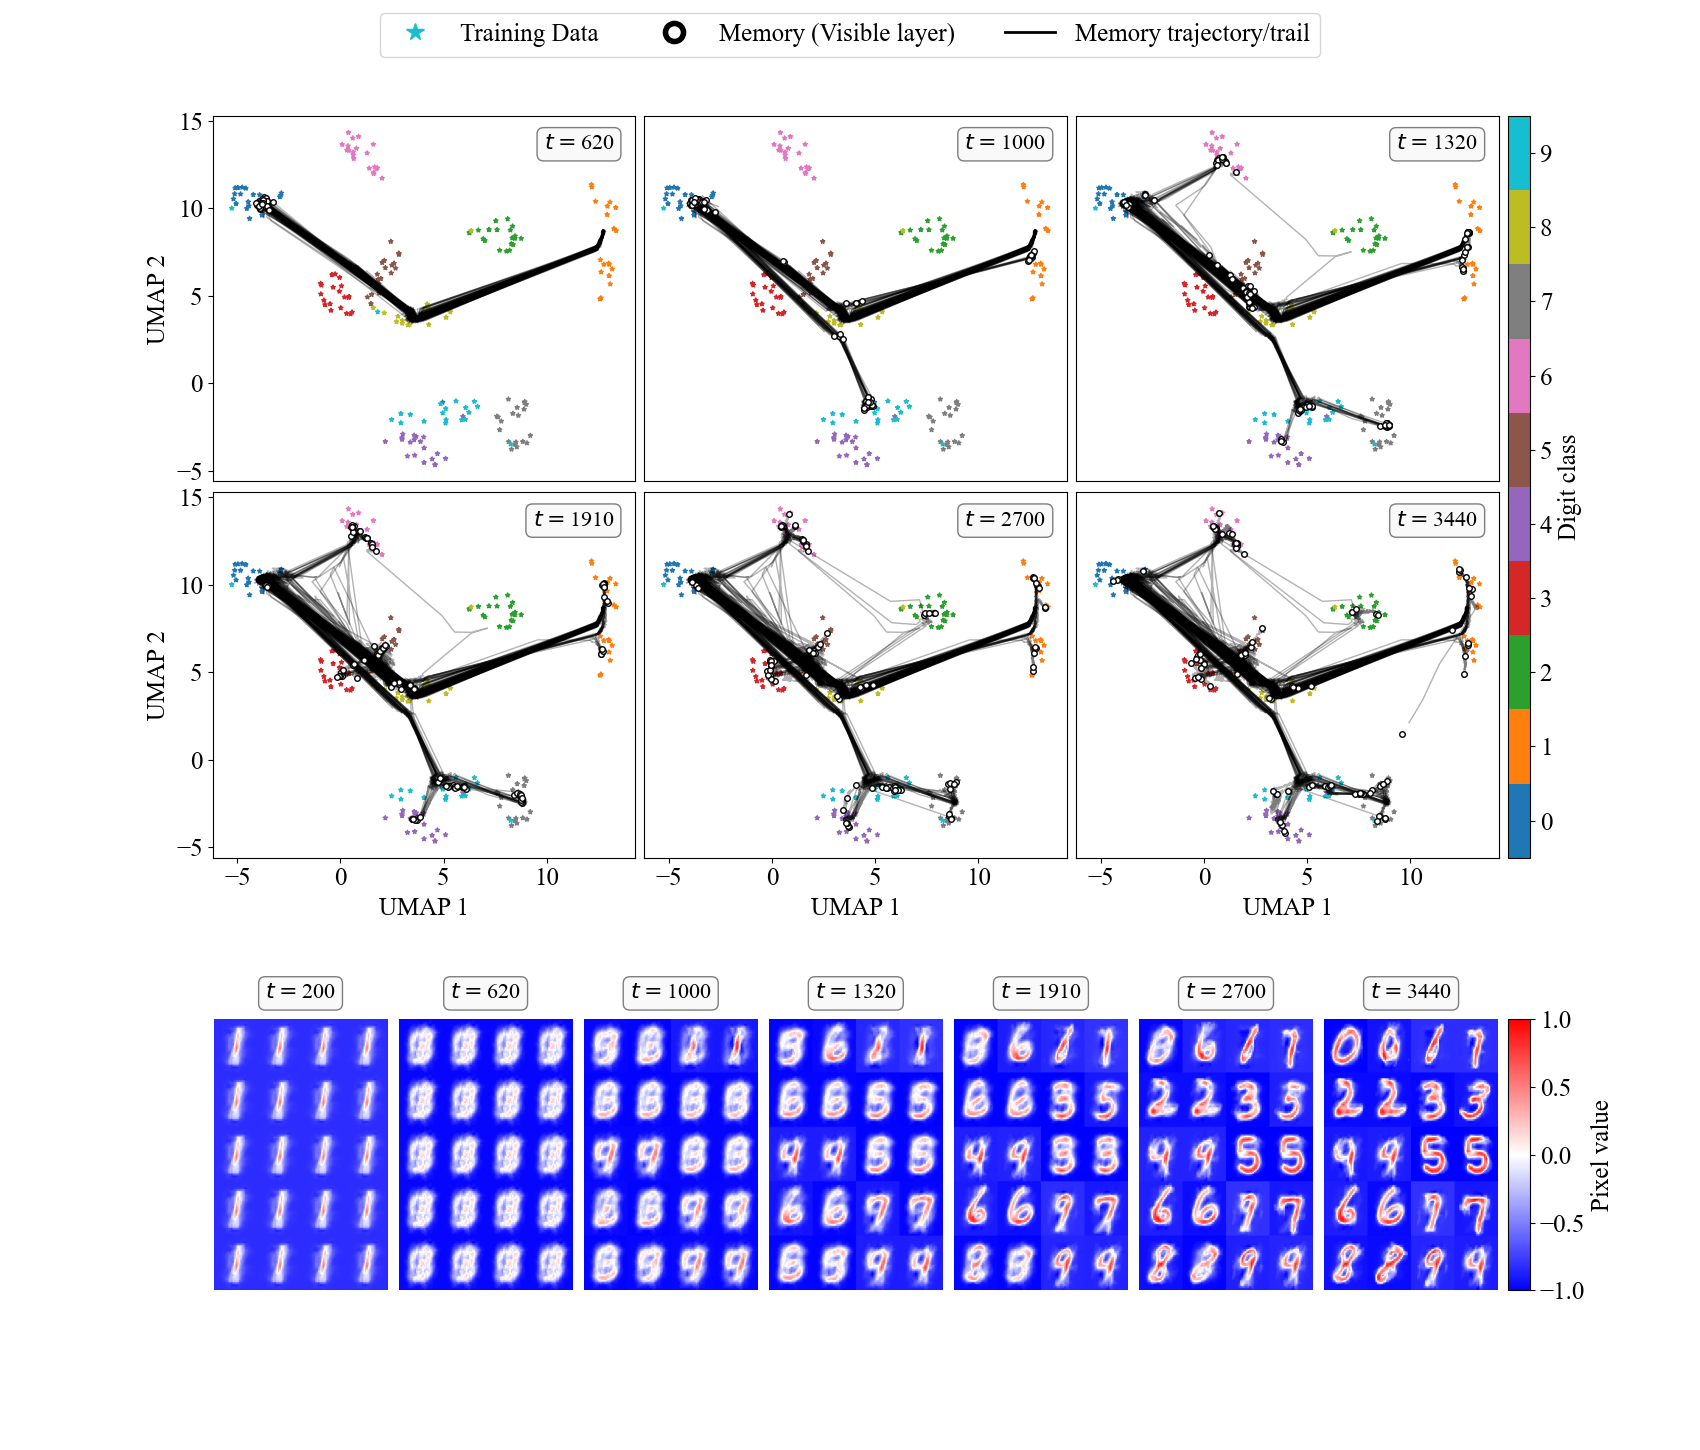 Training Data Memory (Visible layer) Memory trajectory/trail
t = 620 t = 1000 t = 1320
15
10
5
0
−5
UMAP 2
t = 1910 t = 2700 t = 3440
15
10
5
0
−5
UMAP 2
−5 0 5 10 −5 0 5 10 −5 0 5 10
UMAP 1 UMAP 1 UMAP 1
9
8
7
6
5
4
3
2
1
0
Digit class
t = 200 t = 620 t = 1000 t = 1320 t = 1910 t = 2700 t = 3440
1.0
0.5
0.0
−0.5
−1.0
Pixel value